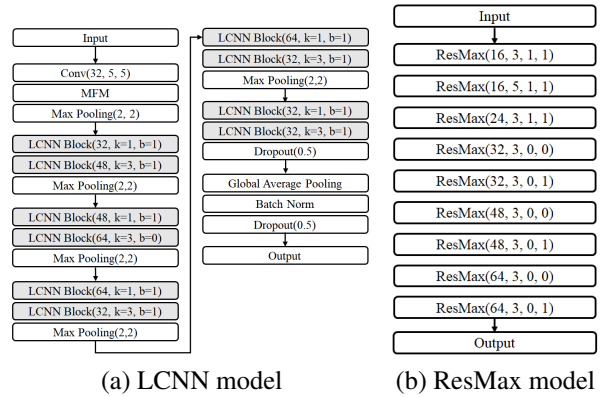 Input
Conv(32, 5, 5)
MFM
Max Pooling(2, 2)
LCNN Block(32, k=1, b=1)
LCNN Block(48, k=3, b=1)
Max Pooling(2,2)
LCNN Block(48, k=1, b=1)
LCNN Block(64, k=3, b=0)
Max Pooling(2,2)
LCNN Block(64, k=1, b=1)
LCNN Block(32, k=3, b=1)
Max Pooling(2,2)
LCNN Block(64, k=1, b=1)
LCNN Block(32, k=3, b=1)
Max Pooling(2,2)
LCNN Block(32, k=1, b=1)
LCNN Block(32, k=3, b=1)
Dropout(0.5)
Global Average Pooling
Batch Norm
Dropout(0.5)
Output
(a) LCNN model
Input
ResMax(16, 3, 1, 1)
ResMax(16, 5, 1, 1)
ResMax(24, 3, 1, 1)
ResMax(32, 3, 0, 0)
ResMax(32, 3, 0, 1)
ResMax(48, 3, 0, 0)
ResMax(48, 3, 0, 1)
ResMax(64, 3, 0, 0)
ResMax(64, 3, 0, 1)
Output
(b) ResMax model